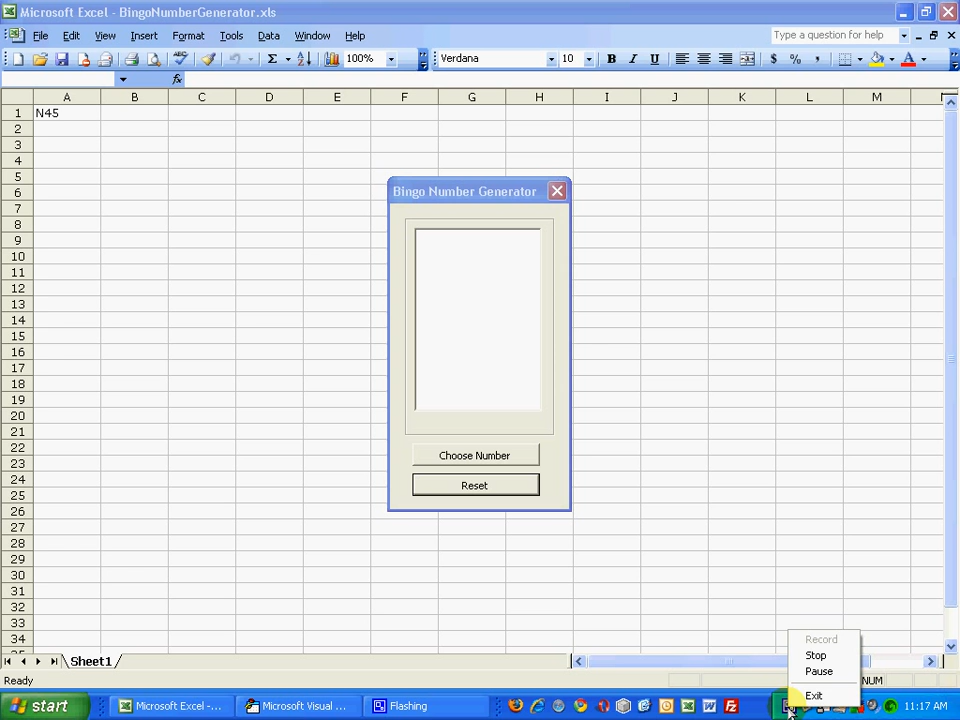 Microsoft Excel - BingoNumberGenerator.xls
File Edit View Insert Format Tools Data Window Help
Type a question for help
100%
Verdana
10
B I U
$ % ,
A
fx
A B C D E F G H I J K L M
1 N45
2
3
4
5
6
7
8
9
10
11
12
13
14
15
16
17
18
19
20
21
22
23
24
25
26
27
28
29
30
31
32
33
34
Bingo Number Generator
Choose Number
Reset
Record
Stop
Pause
Exit
Sheet1
Ready
NUM
start
Microsoft Excel -...
Microsoft Visual ...
Flashing
11:17 AM